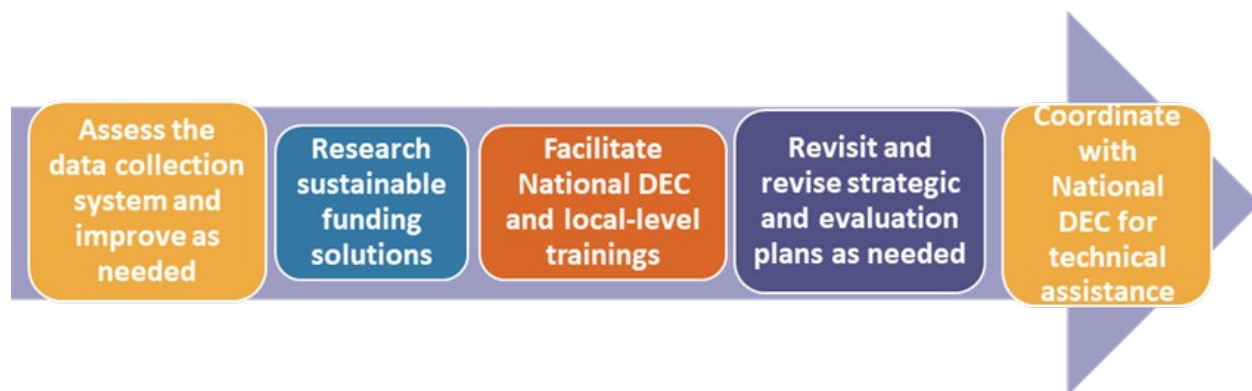 Assess the
data collection
system and
improve as
needed
Research
sustainable
funding
solutions
Facilitate
National DEC
and local-level
trainings
Revisit and
revise strategic
and evaluation
plans as needed
Coordinate
with
National
DEC for
technical
assistance